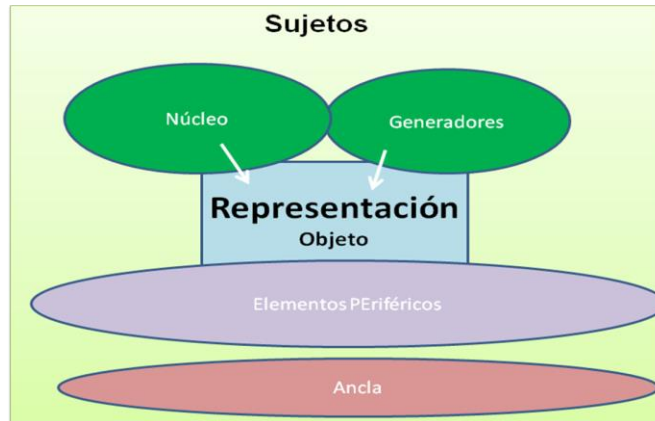 Sujetos
Núcleo
Generadores
Representación
Objeto
Elementos PEriféricos
Ancla